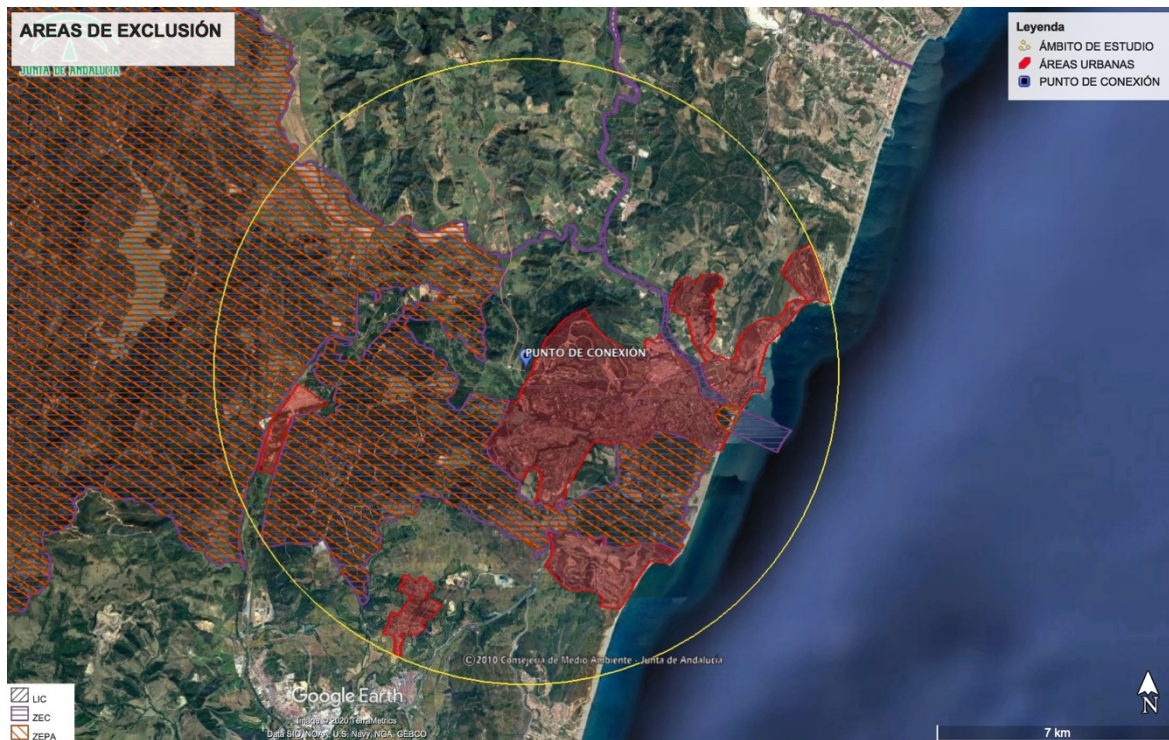 AREAS DE EXCLUSIÓN
JUNTA DE ANDALUCIA
Leyenda
ÁMBITO DE ESTUDIO
ÁREAS URBANAS
PUNTO DE CONEXIÓN
PUNTO DE CONEXIÓN
©2010 Consejería de Medio Ambiente - Junta de Andalucía
Google Earth
Image © 2020 TerraMetrics
Data SIO, NOAA, U.S. Navy, NGA, GEBCO
LIC
ZEC
ZEPA
N
7 km